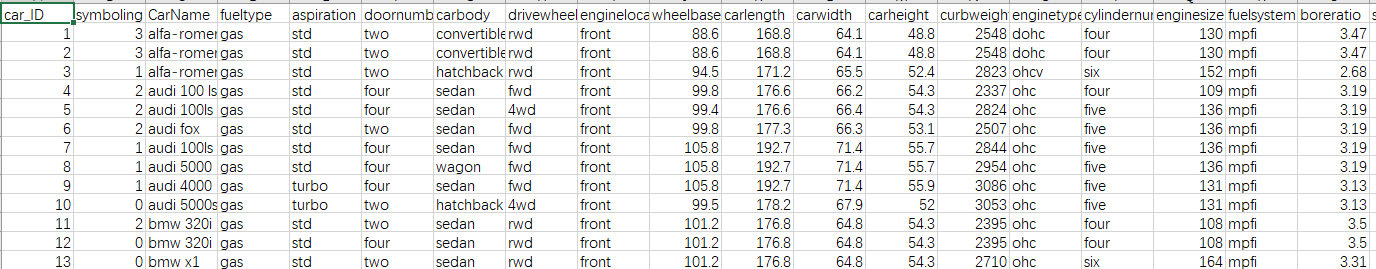 car_ID symboling CarName fueltype aspiration doornumb carbody drivewheel enginelocat wheelbase carlength carwidth carheight curbweigh enginetype cylindernur enginesize fuelsystem boreratio s
1 3 alfa-romer gas std two convertible rwd front 88.6 168.8 64.1 48.8 2548 dohc four 130 mpfi 3.47
2 3 alfa-romer gas std two convertible rwd front 88.6 168.8 64.1 48.8 2548 dohc four 130 mpfi 3.47
3 1 alfa-romer gas std two hatchback rwd front 94.5 171.2 65.5 52.4 2823 ohcv six 152 mpfi 2.68
4 2 audi 100 ls gas std four sedan fwd front 99.8 176.6 66.2 54.3 2337 ohc four 109 mpfi 3.19
5 2 audi 100ls gas std four sedan 4wd front 99.4 176.6 66.4 54.3 2824 ohc five 136 mpfi 3.19
6 2 audi fox gas std two sedan fwd front 99.8 177.3 66.3 53.1 2507 ohc five 136 mpfi 3.19
7 1 audi 100ls gas std four sedan fwd front 105.8 192.7 71.4 55.7 2844 ohc five 136 mpfi 3.19
8 1 audi 5000 gas std four wagon fwd front 105.8 192.7 71.4 55.7 2954 ohc five 136 mpfi 3.19
9 1 audi 4000 gas turbo four sedan fwd front 105.8 192.7 71.4 55.9 3086 ohc five 131 mpfi 3.13
10 0 audi 5000s gas turbo two hatchback 4wd front 99.5 178.2 67.9 52 3053 ohc five 131 mpfi 3.13
11 2 bmw 320i gas std two sedan rwd front 101.2 176.8 64.8 54.3 2395 ohc four 108 mpfi 3.5
12 0 bmw 320i gas std four sedan rwd front 101.2 176.8 64.8 54.3 2395 ohc four 108 mpfi 3.5
13 0 bmw x1 gas std two sedan rwd front 101.2 176.8 64.8 54.3 2710 ohc six 164 mpfi 3.31